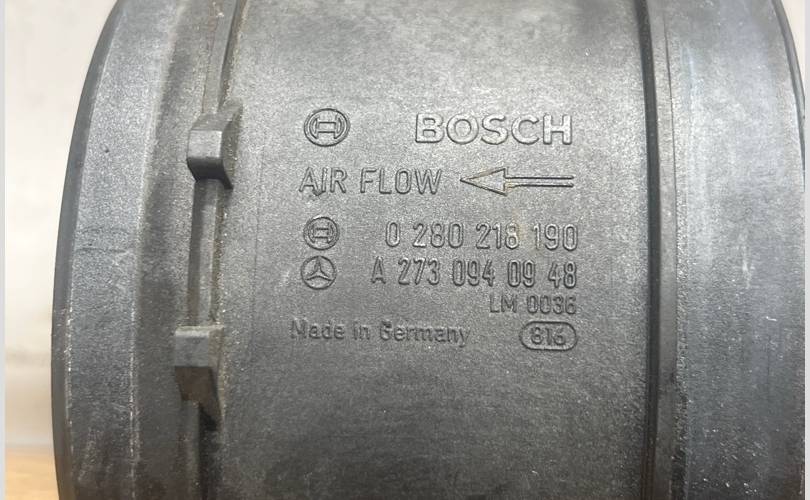 BOSCH
AIR FLOW
0 280 218 190
A 273 094 09 48
LM 0036
Made in Germany 816